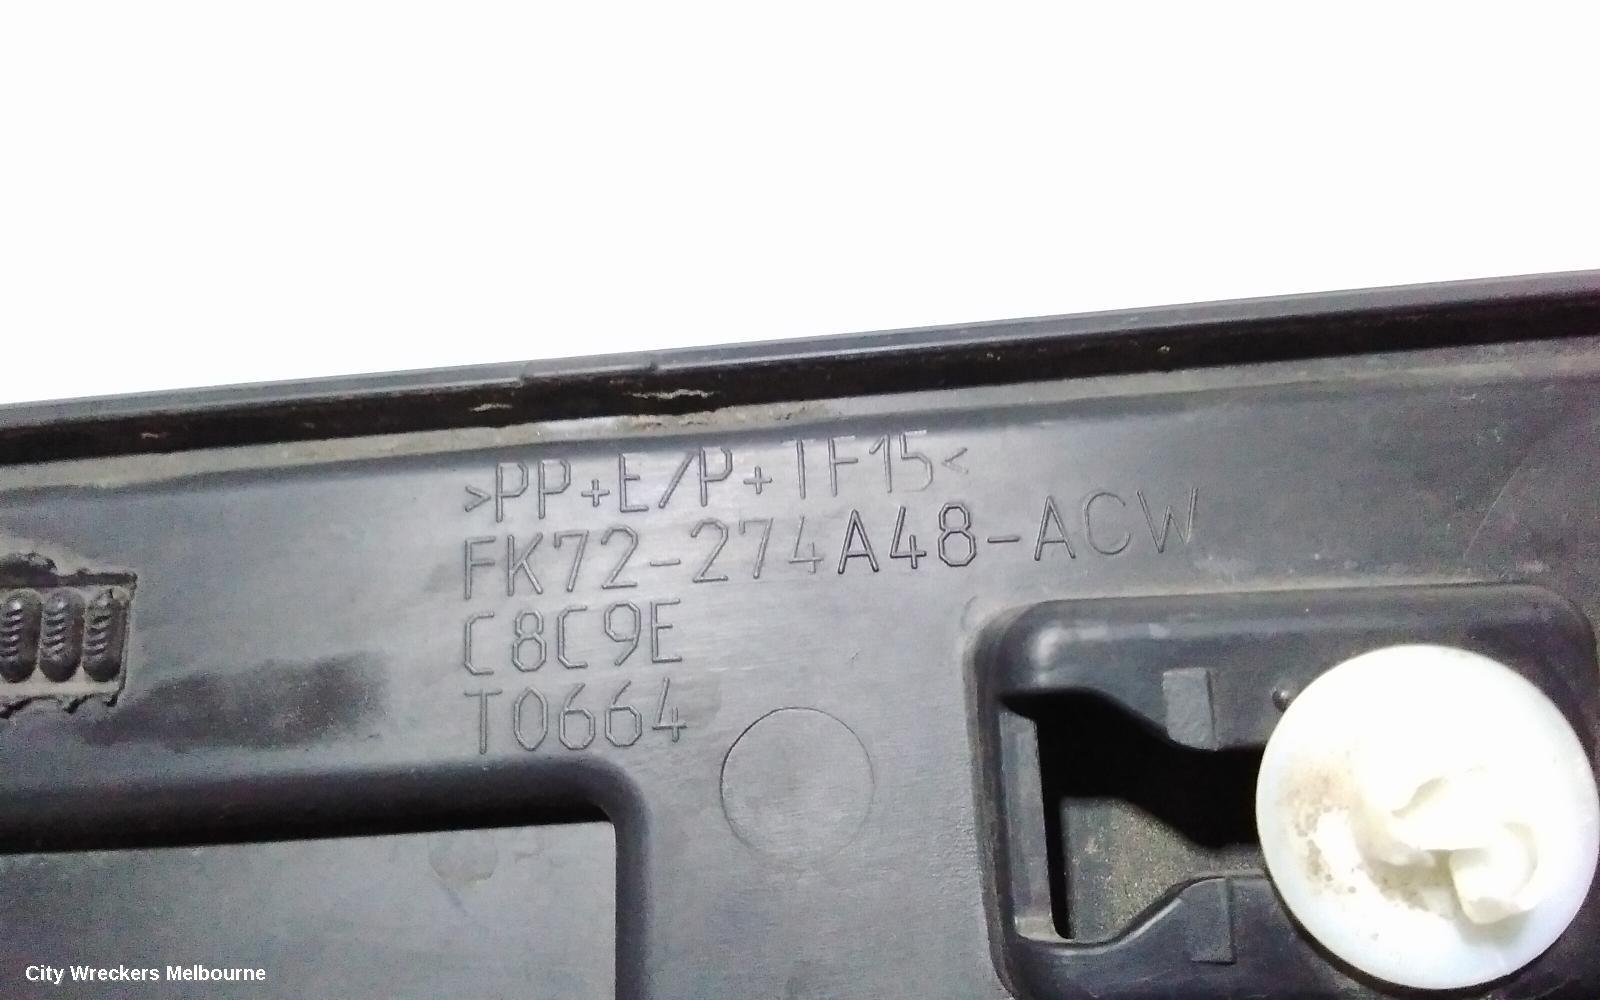 >PP+E/P+TF15<
FK72-274A48-ACW
C8C9E
T0664
City Wreckers Melbourne